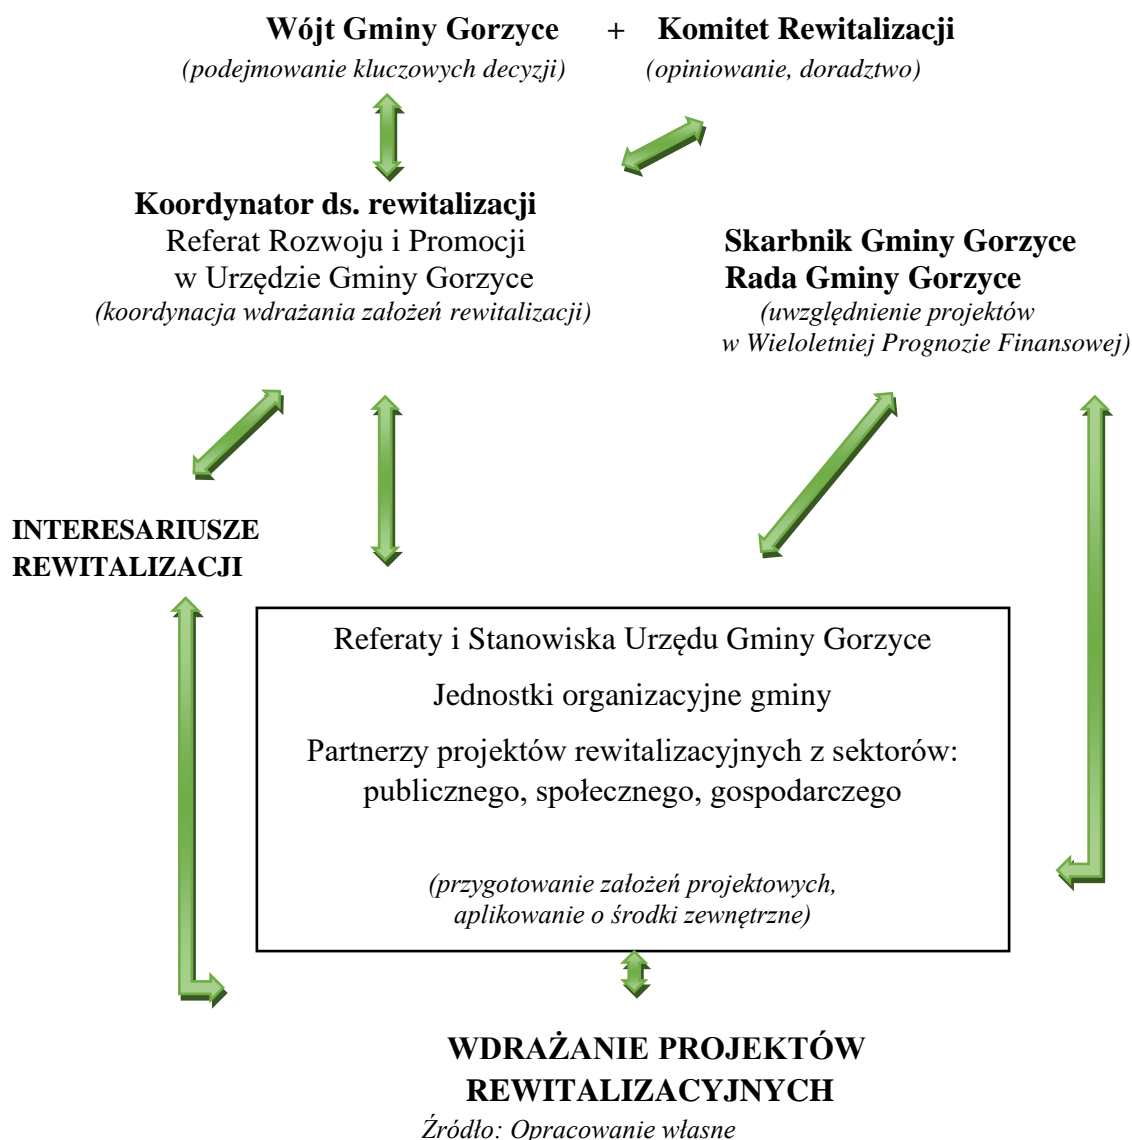 Wójt Gminy Gorzyce + Komitet Rewitalizacji
(podejmowanie kluczowych decyzji) (opiniowanie, doradztwo)
Koordynator ds. rewitalizacji
Referat Rozwoju i Promocji
w Urzędzie Gminy Gorzyce
(koordynacja wdrażania założeń rewitalizacji)
Skarbnik Gminy Gorzyce
Rada Gminy Gorzyce
(uwzględnienie projektów
w Wieloletniej Prognozie Finansowej)
INTERESARIUSZE
REWITALIZACJI
Referaty i Stanowiska Urzędu Gminy Gorzyce
Jednostki organizacyjne gminy
Partnerzy projektów rewitalizacyjnych z sektorów:
publicznego, społecznego, gospodarczego
(przygotowanie założeń projektowych,
aplikowanie o środki zewnętrzne)
WDRAŻANIE PROJEKTÓW
REWITALIZACYJNYCH
Źródło: Opracowanie własne